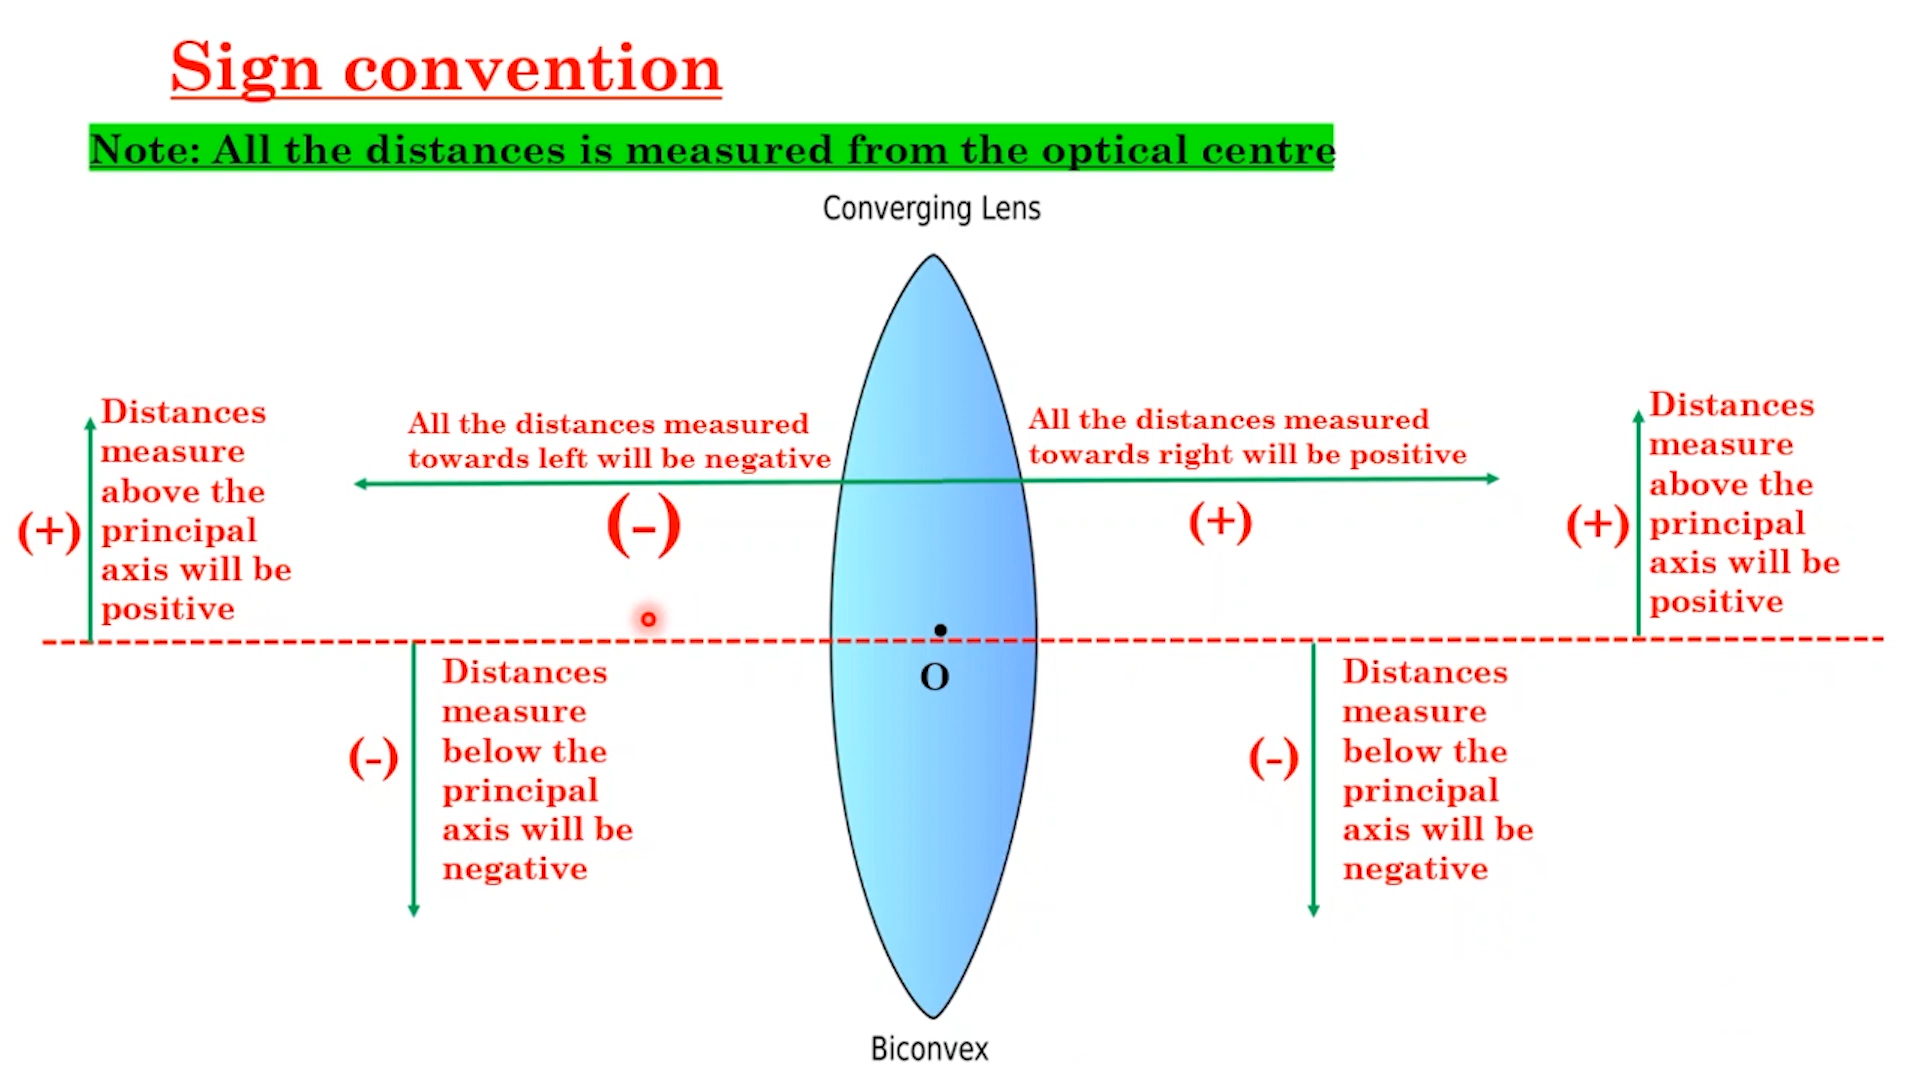 Sign convention
Note: All the distances is measured from the optical centre
Converging Lens
Distances
measure
above the
principal
axis will be
positive
(+)
All the distances measured
towards left will be negative
(-)
All the distances measured
towards right will be positive
(+)
Distances
measure
above the
principal
axis will be
positive
(+)
O
Distances
measure
below the
principal
axis will be
negative
(-)
Distances
measure
below the
principal
axis will be
negative
(-)
Biconvex